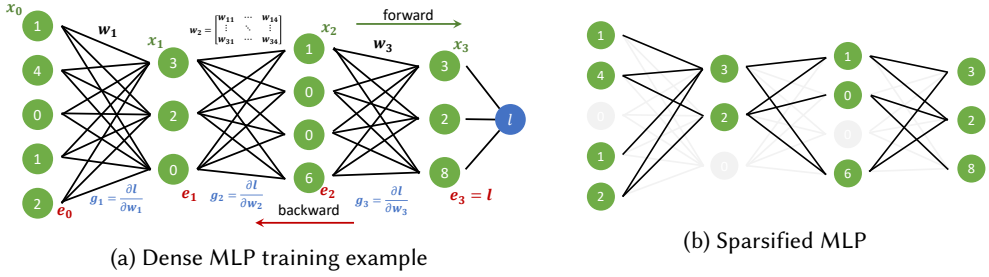 x₀
1
4
0
1
2
e₀
w₁
g₁ = ∂l/∂w₁
x₁
3
2
0
e₁
w₂ = [w₁₁ ⋯ w₁₄
⋮ ⋱ ⋮
w₃₁ ⋯ w₃₄]
g₂ = ∂l/∂w₂
x₂
1
0
0
6
e₂
forward
w₃
g₃ = ∂l/∂w₃
backward
x₃
3
2
8
e₃ = l
l
(a) Dense MLP training example
1
4
0
1
2
3
2
0
1
0
0
6
3
2
8
(b) Sparsified MLP